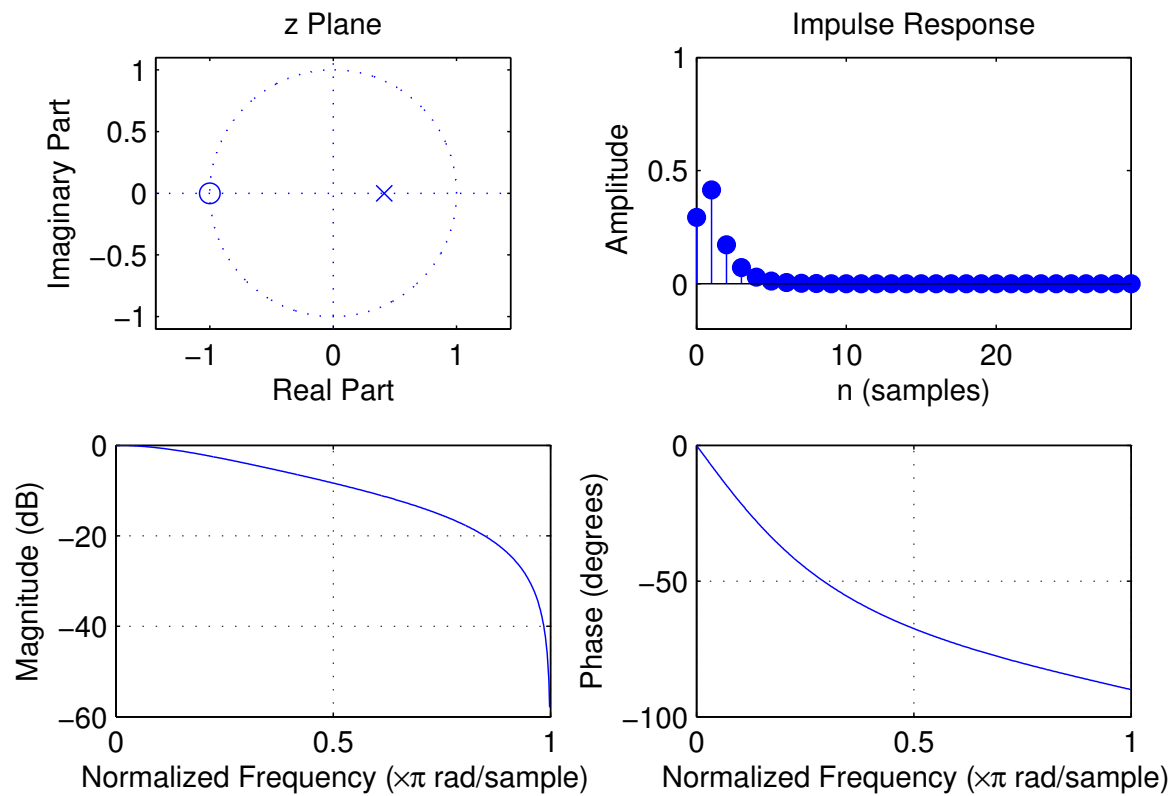 z Plane
1
0.5
0
−0.5
−1
−1 0 1
Imaginary Part
Real Part
Impulse Response
1
0.5
0
0 10 20
Amplitude
n (samples)
0
−20
−40
−60
0 0.5 1
Magnitude (dB)
Normalized Frequency (×π rad/sample)
0
−50
−100
0 0.5 1
Phase (degrees)
Normalized Frequency (×π rad/sample)